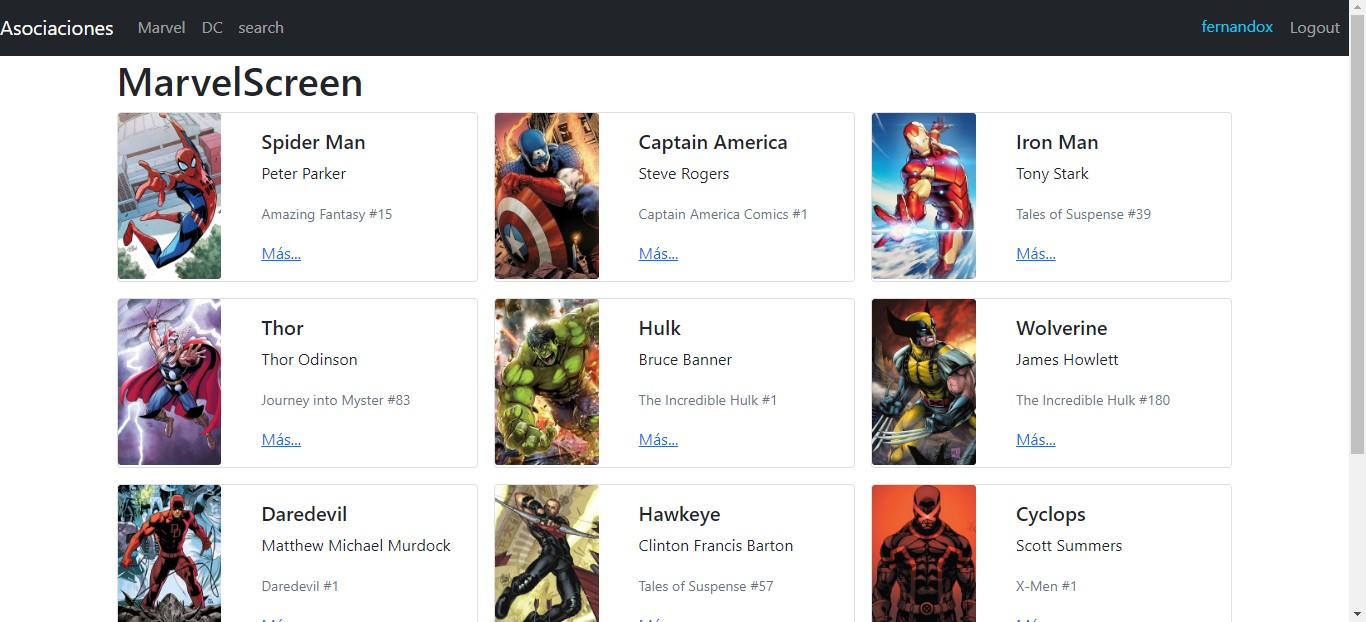 Asociaciones Marvel DC search fernandox Logout
MarvelScreen
Spider Man
Peter Parker
Amazing Fantasy #15
Más...
Captain America
Steve Rogers
Captain America Comics #1
Más...
Iron Man
Tony Stark
Tales of Suspense #39
Más...
Thor
Thor Odinson
Journey into Myster #83
Más...
Hulk
Bruce Banner
The Incredible Hulk #1
Más...
Wolverine
James Howlett
The Incredible Hulk #180
Más...
Daredevil
Matthew Michael Murdock
Daredevil #1
Hawkeye
Clinton Francis Barton
Tales of Suspense #57
Cyclops
Scott Summers
X-Men #1